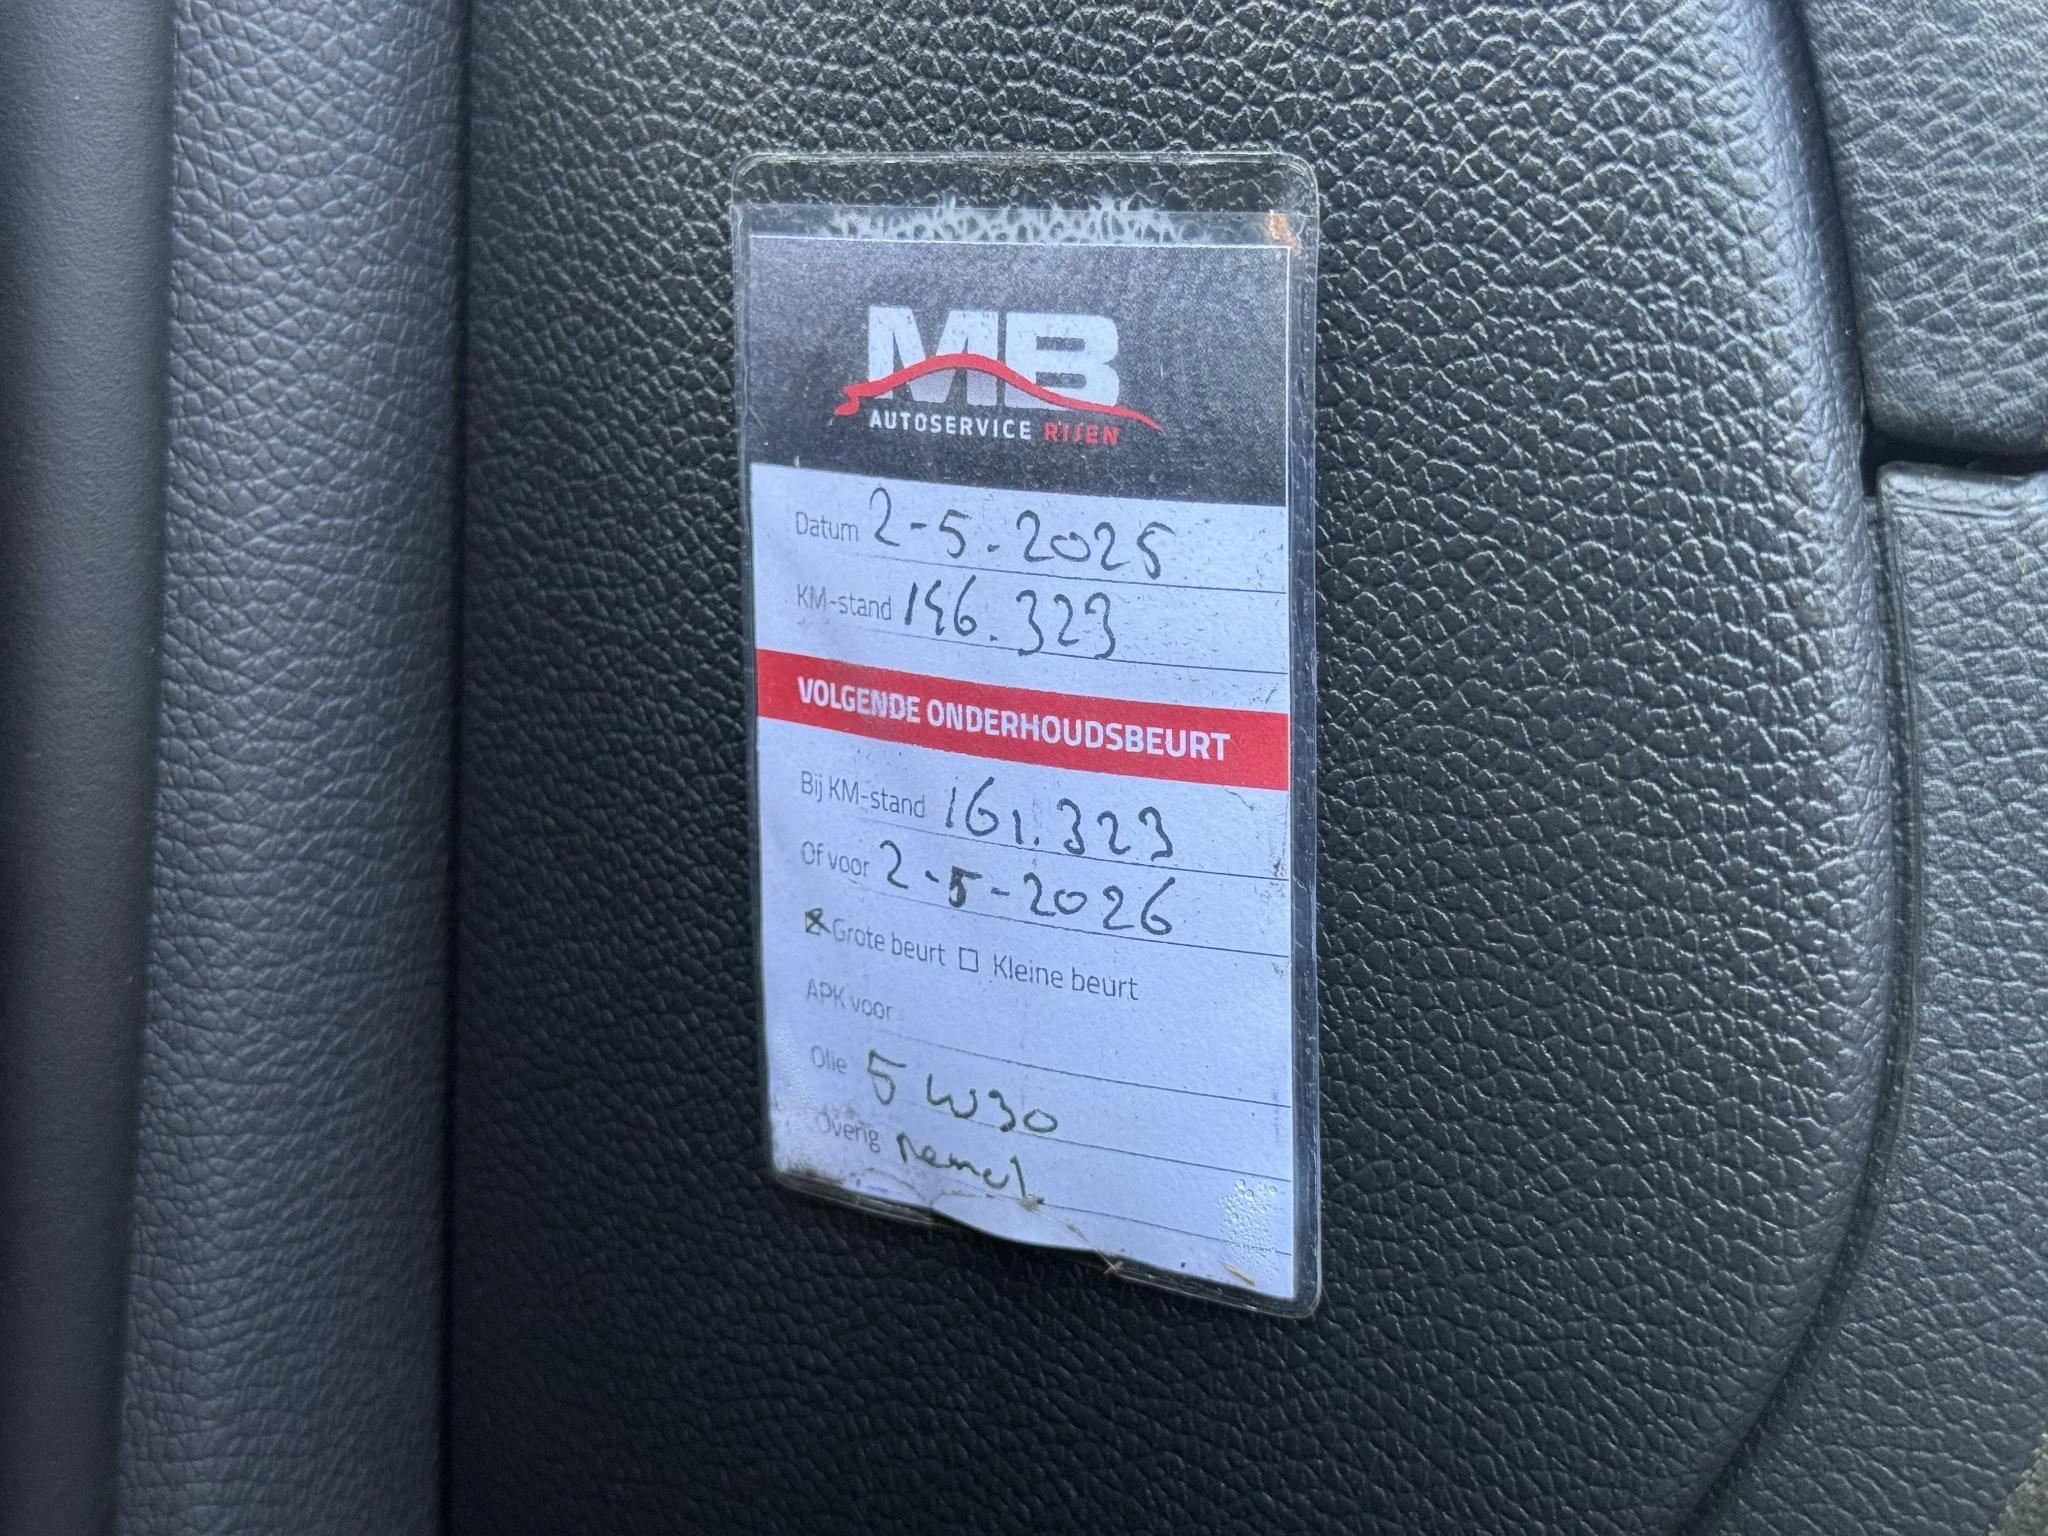 MB
AUTOSERVICE RIJEN
Datum 2-5.2025
KM-stand 146.323
VOLGENDE ONDERHOUDSBEURT
Bij KM-stand 161.323
Of voor 2-5-2026
Grote beurt Kleine beurt
APK voor
Olie 5W30
Overig